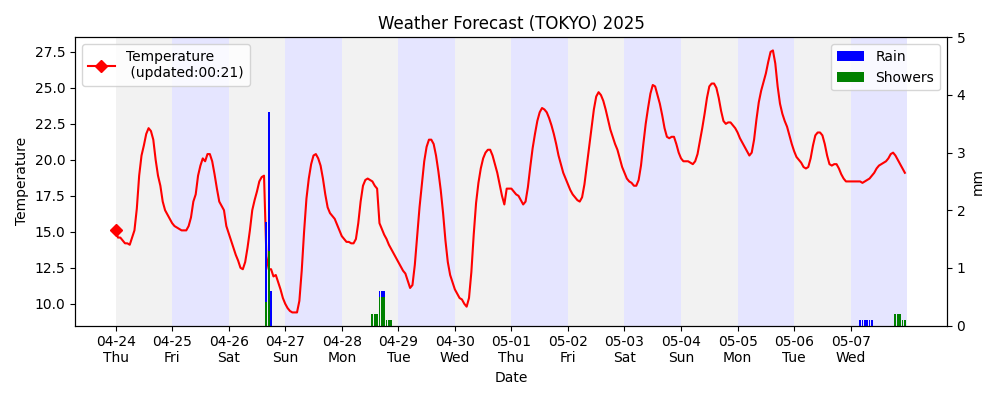 Weather Forecast (TOKYO) 2025
Temperature
(updated:00:21)
Rain
Showers
27.5
25.0
22.5
20.0
17.5
15.0
12.5
10.0
Temperature
5
4
3
2
1
0
mm
04-24 04-25 04-26 04-27 04-28 04-29 04-30 05-01 05-02 05-03 05-04 05-05 05-06 05-07
Thu Fri Sat Sun Mon Tue Wed Thu Fri Sat Sun Mon Tue Wed
Date